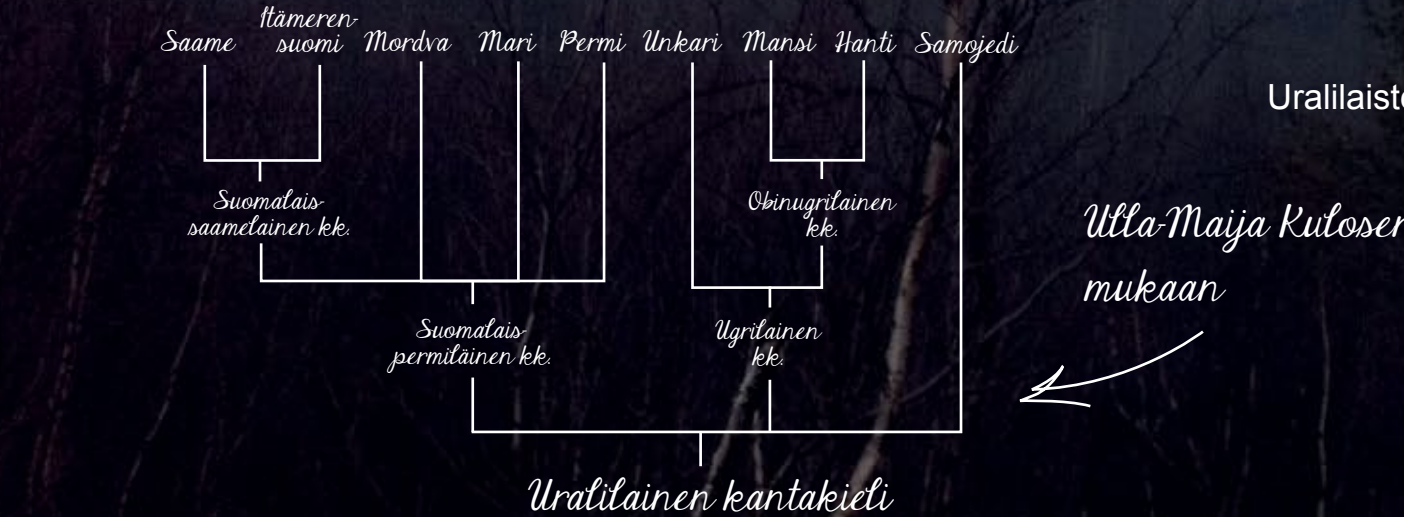 Saame
Itämeren-
suomi
Mordva
Mari
Permi
Unkari
Mansi
Hanti
Samojedi
Suomalais-
saamelainen kk.
Obinugrilainen
kk.
Suomalais-
permiläinen kk.
Ugrilainen
kk.
Uralilainen kantakieli
Ulla-Maija Kulosen
mukaan